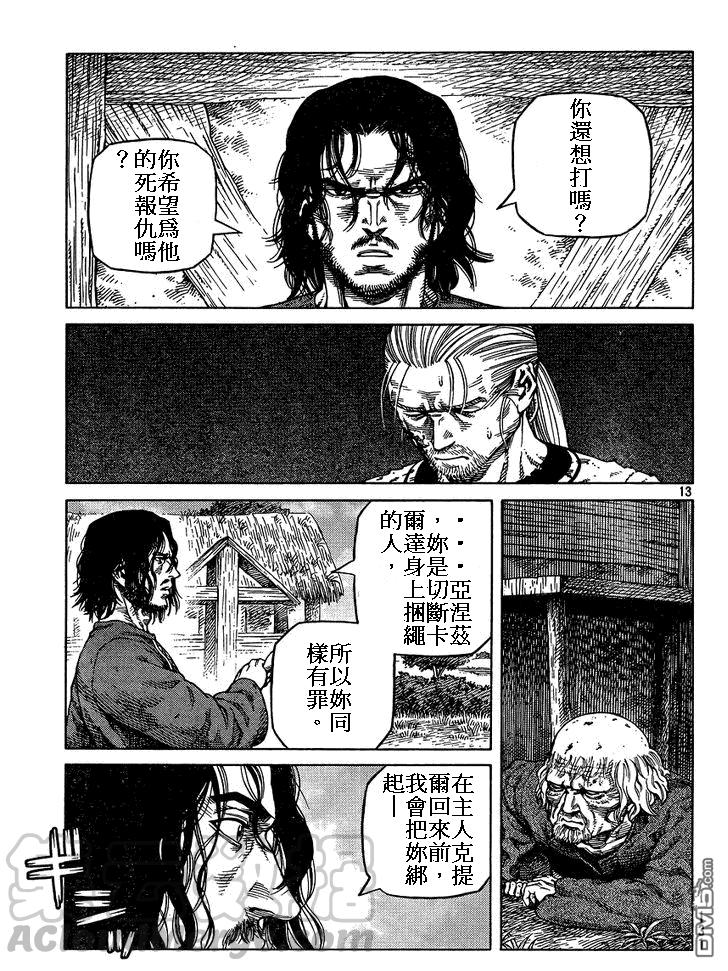 你還想打嗎？
你希望為他
的死報仇嗎
？
13
・・・亞涅茲
，妳是切斷卡
爾達身上捆繩
的人，
所以妳同
樣有罪。
在主人克提
爾回來前，
我會把妳綁
起—